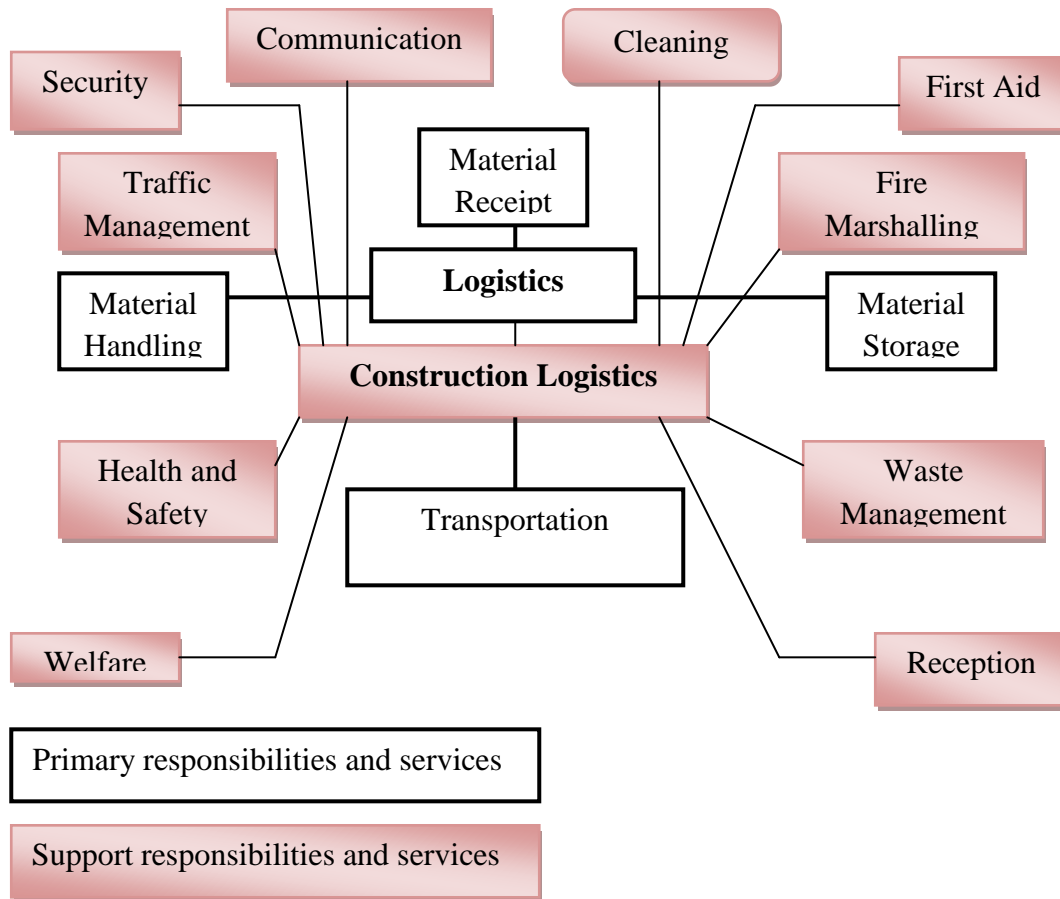 Communication
Cleaning
Security
First Aid
Material
Receipt
Traffic
Management
Fire
Marshalling
Logistics
Material
Handling
Material
Storage
Construction Logistics
Health and
Safety
Waste
Management
Transportation
Welfare
Reception
Primary responsibilities and services
Support responsibilities and services